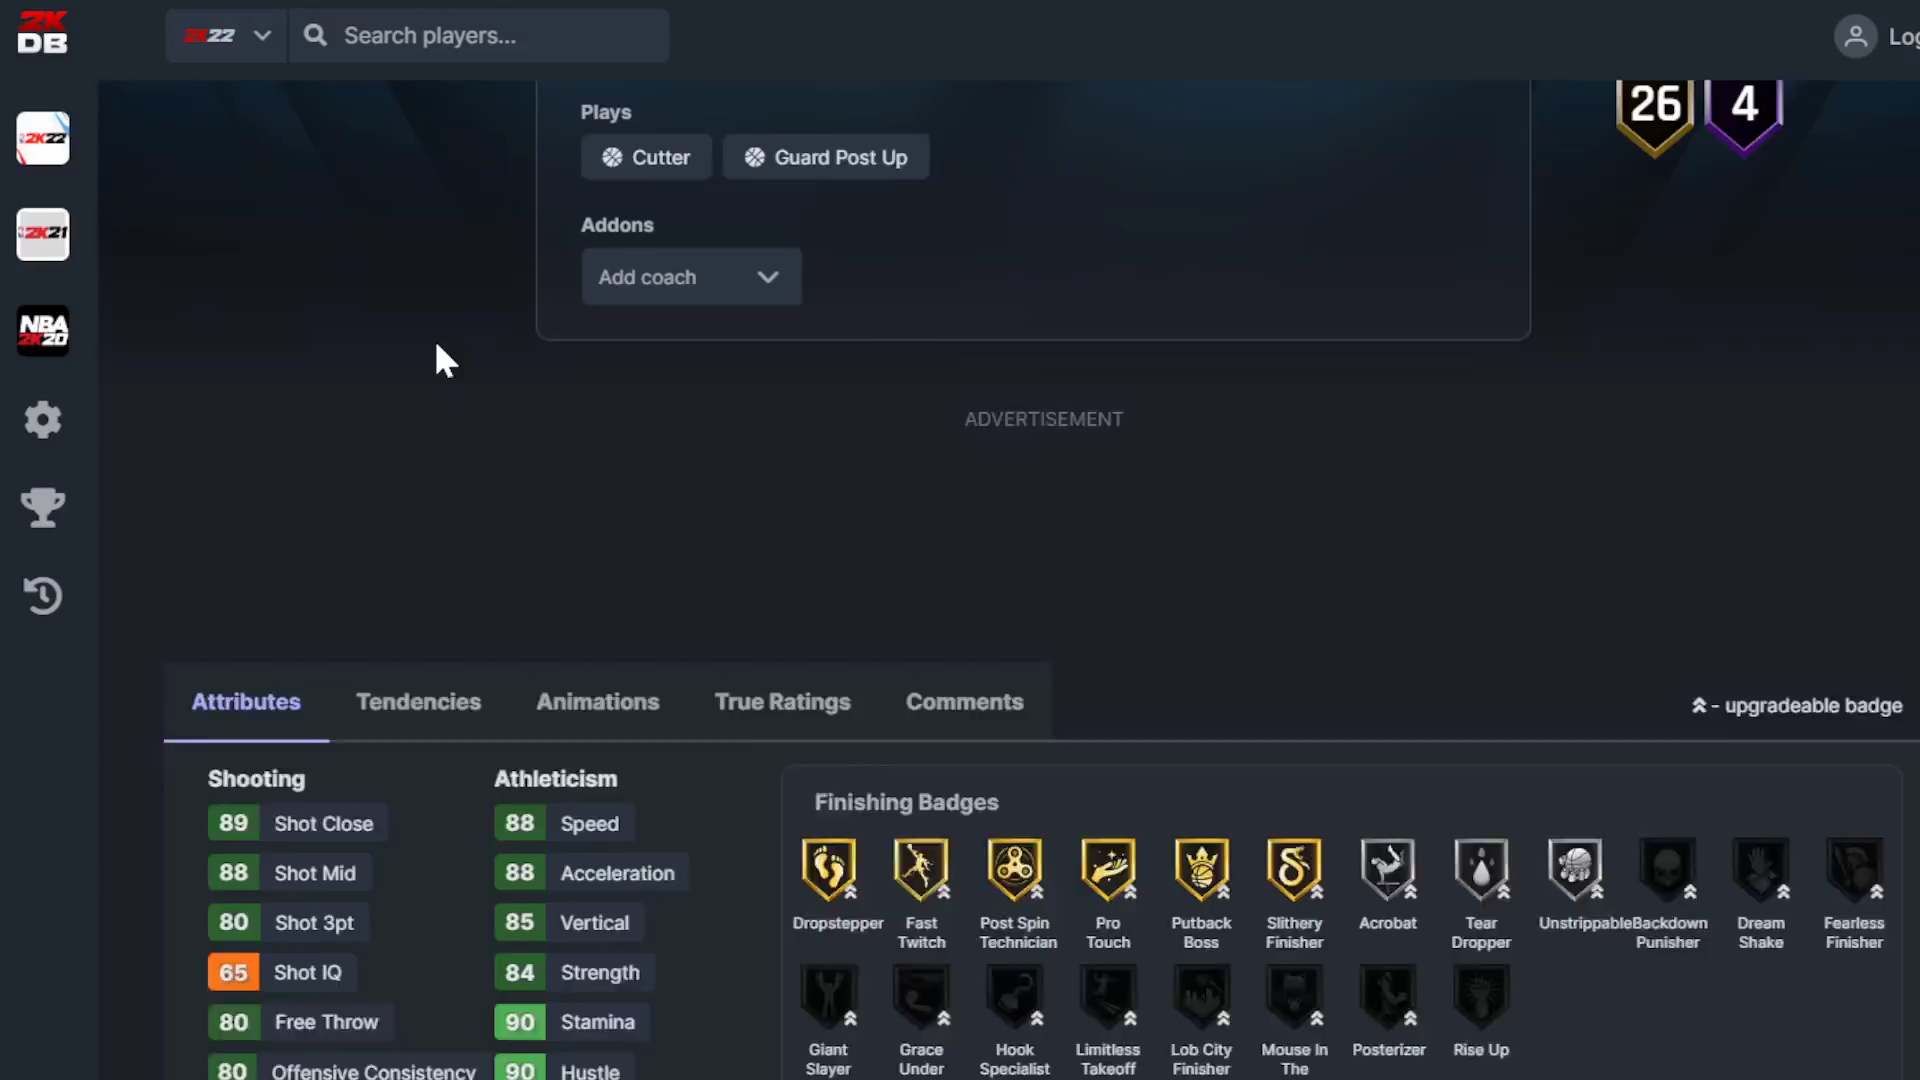 2K
DB
2K22
Search players...
Log
2K22
2K21
NBA
2K20
26
4
Plays
Cutter
Guard Post Up
Addons
Add coach
ADVERTISEMENT
Attributes
Tendencies
Animations
True Ratings
Comments
- upgradeable badge
Shooting
89 Shot Close
88 Shot Mid
80 Shot 3pt
65 Shot IQ
80 Free Throw
80 Offensive Consistency
Athleticism
88 Speed
88 Acceleration
85 Vertical
84 Strength
90 Stamina
90 Hustle
Finishing Badges
Dropstepper
Fast
Twitch
Post Spin
Technician
Pro
Touch
Putback
Boss
Slithery
Finisher
Acrobat
Tear
Dropper
Unstrippable
Backdown
Punisher
Dream
Shake
Fearless
Finisher
Giant
Slayer
Grace
Under
Hook
Specialist
Limitless
Takeoff
Lob City
Finisher
Mouse In
The
Posterizer
Rise Up